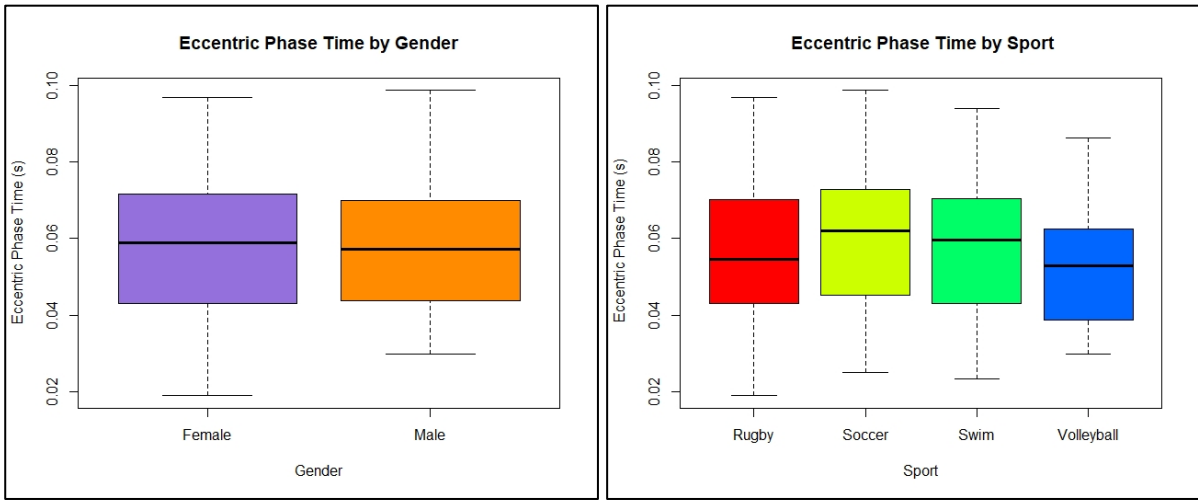 Eccentric Phase Time by Gender
Eccentric Phase Time (s)
0.10
0.08
0.06
0.04
0.02
Female Male
Gender
Eccentric Phase Time by Sport
Eccentric Phase Time (s)
0.10
0.08
0.06
0.04
0.02
Rugby Soccer Swim Volleyball
Sport